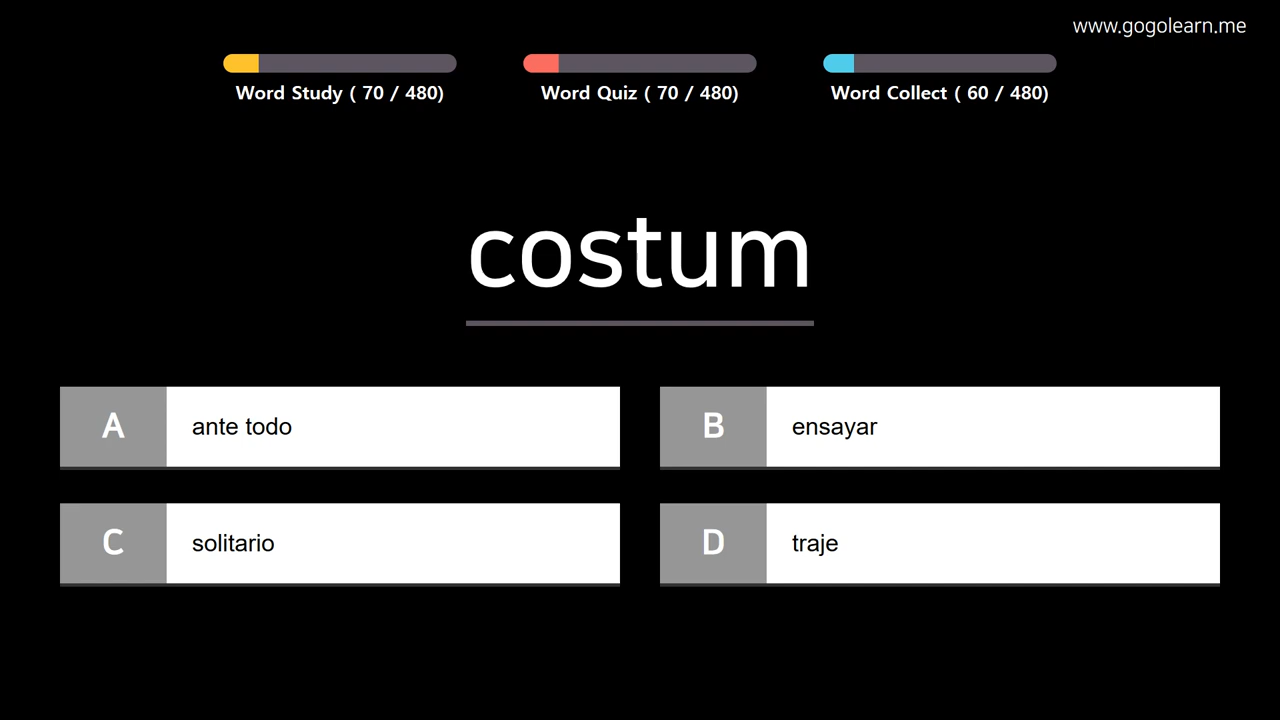 www.gogolearn.me
Word Study ( 70 / 480)
Word Quiz ( 70 / 480)
Word Collect ( 60 / 480)
costum
A ante todo
B ensayar
C solitario
D traje